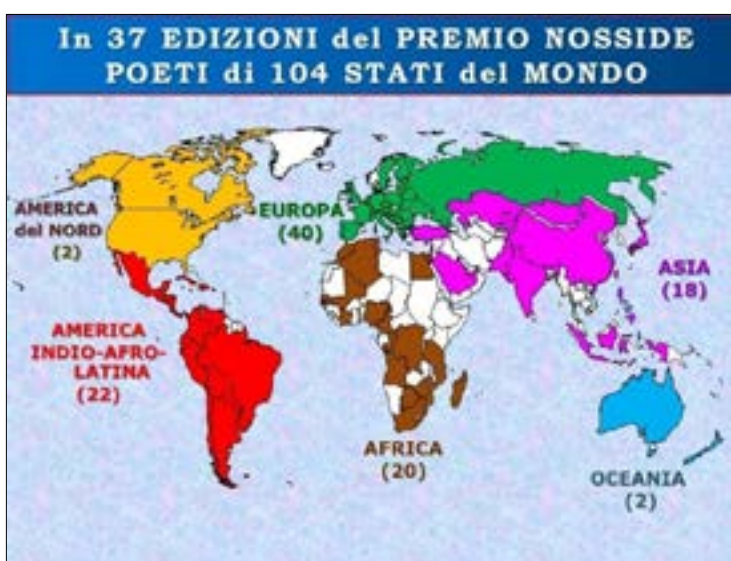 In 37 EDIZIONI del PREMIO NOSSIDE
POETI di 104 STATI del MONDO
AMERICA
del NORD
(2)
EUROPA
(40)
ASIA
(18)
AMERICA
INDIO-AFRO-
LATINA
(22)
AFRICA
(20)
OCEANIA
(2)